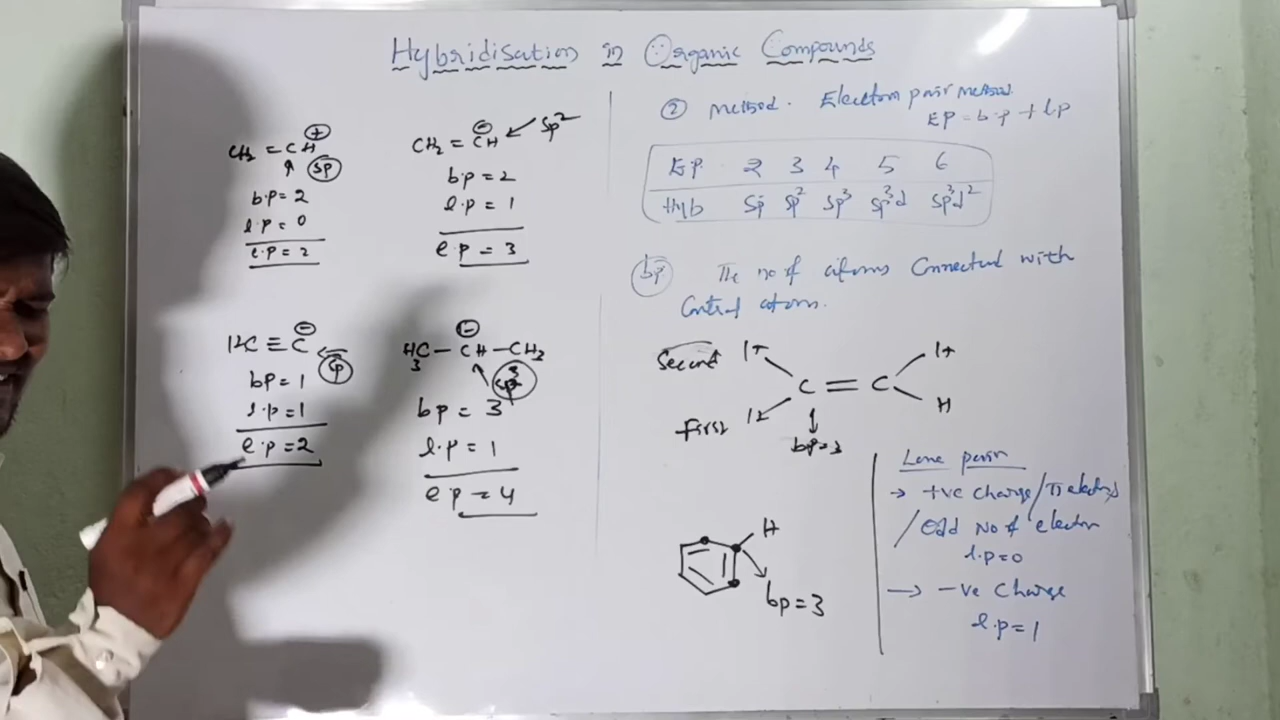 Hybridisation in Organic Compounds
CH₂ = CH ⊕
sp
b.p = 2
l.p = 0
e.p = 2
CH₂ = CH ⊖ ← sp²
b.p = 2
l.p = 1
e.p = 3
HC ≡ C ⊖
sp
bp = 1
l.p = 1
e.p = 2
H₃C – CH – CH₃ ⊖
bp = 3
l.p = 1
e p = 4
② method. Electron pair method.
EP = b.p + l.p
EP 2 3 4 5 6
Hyb sp sp² sp³ sp³d sp³d²
bp The no of atoms Connected with
Central atom.
Second H H
C = C
First H H
bp=3
H
bp = 3
Lone pair
→ +ve charge / π electrons
/ Odd No of electron
l.p=0
→ -ve Charge
l.p=1